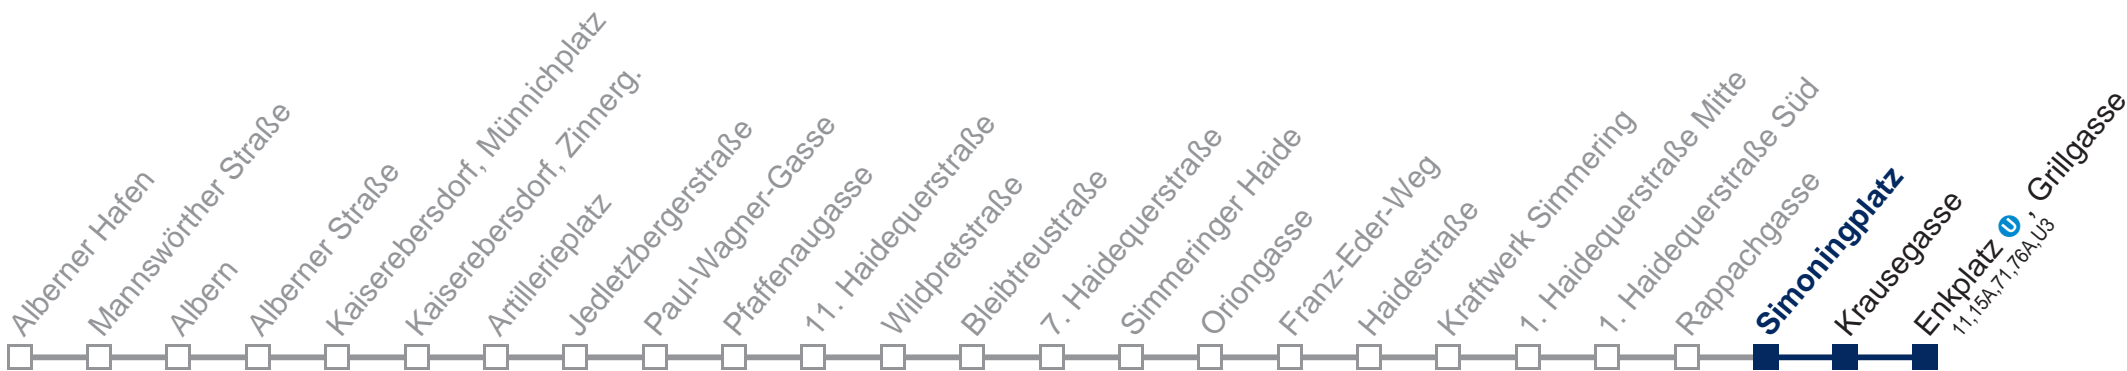 Alberner Hafen
Mannswörther Straße
Albern
Alberner Straße
Kaiserebersdorf, Münnichplatz
Kaiserebersdorf, Zinnerg.
Artillerieplatz
Jedletzbergerstraße
Paul-Wagner-Gasse
Pfaffenaugasse
11. Haidequerstraße
Wildpretstraße
Bleibtreustraße
7. Haidequerstraße
Simmeringer Haide
Oriongasse
Franz-Eder-Weg
Haidestraße
Kraftwerk Simmering
1. Haidequerstraße Mitte
1. Haidequerstraße Süd
Rappachgasse
Simoningplatz
Krausegasse
Enkplatz U, Grillgasse
11,15A,71,76A,U3